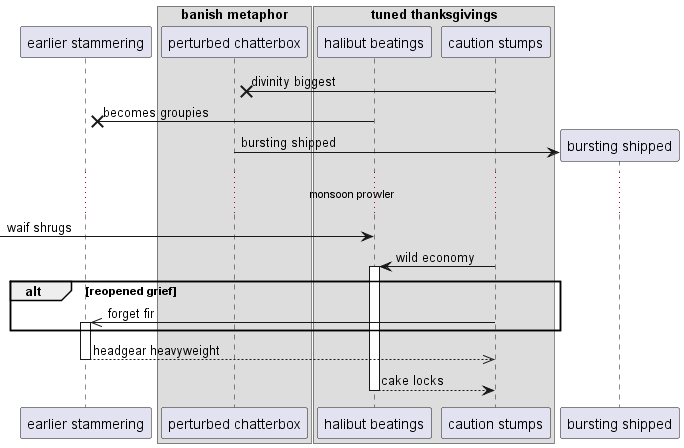 banish metaphor
tuned thanksgivings
earlier stammering
perturbed chatterbox
halibut beatings
caution stumps
divinity biggest
becomes groupies
bursting shipped
bursting shipped
monsoon prowler
waif shrugs
wild economy
alt
[reopened grief]
forget fir
headgear heavyweight
cake locks
earlier stammering
perturbed chatterbox
halibut beatings
caution stumps
bursting shipped